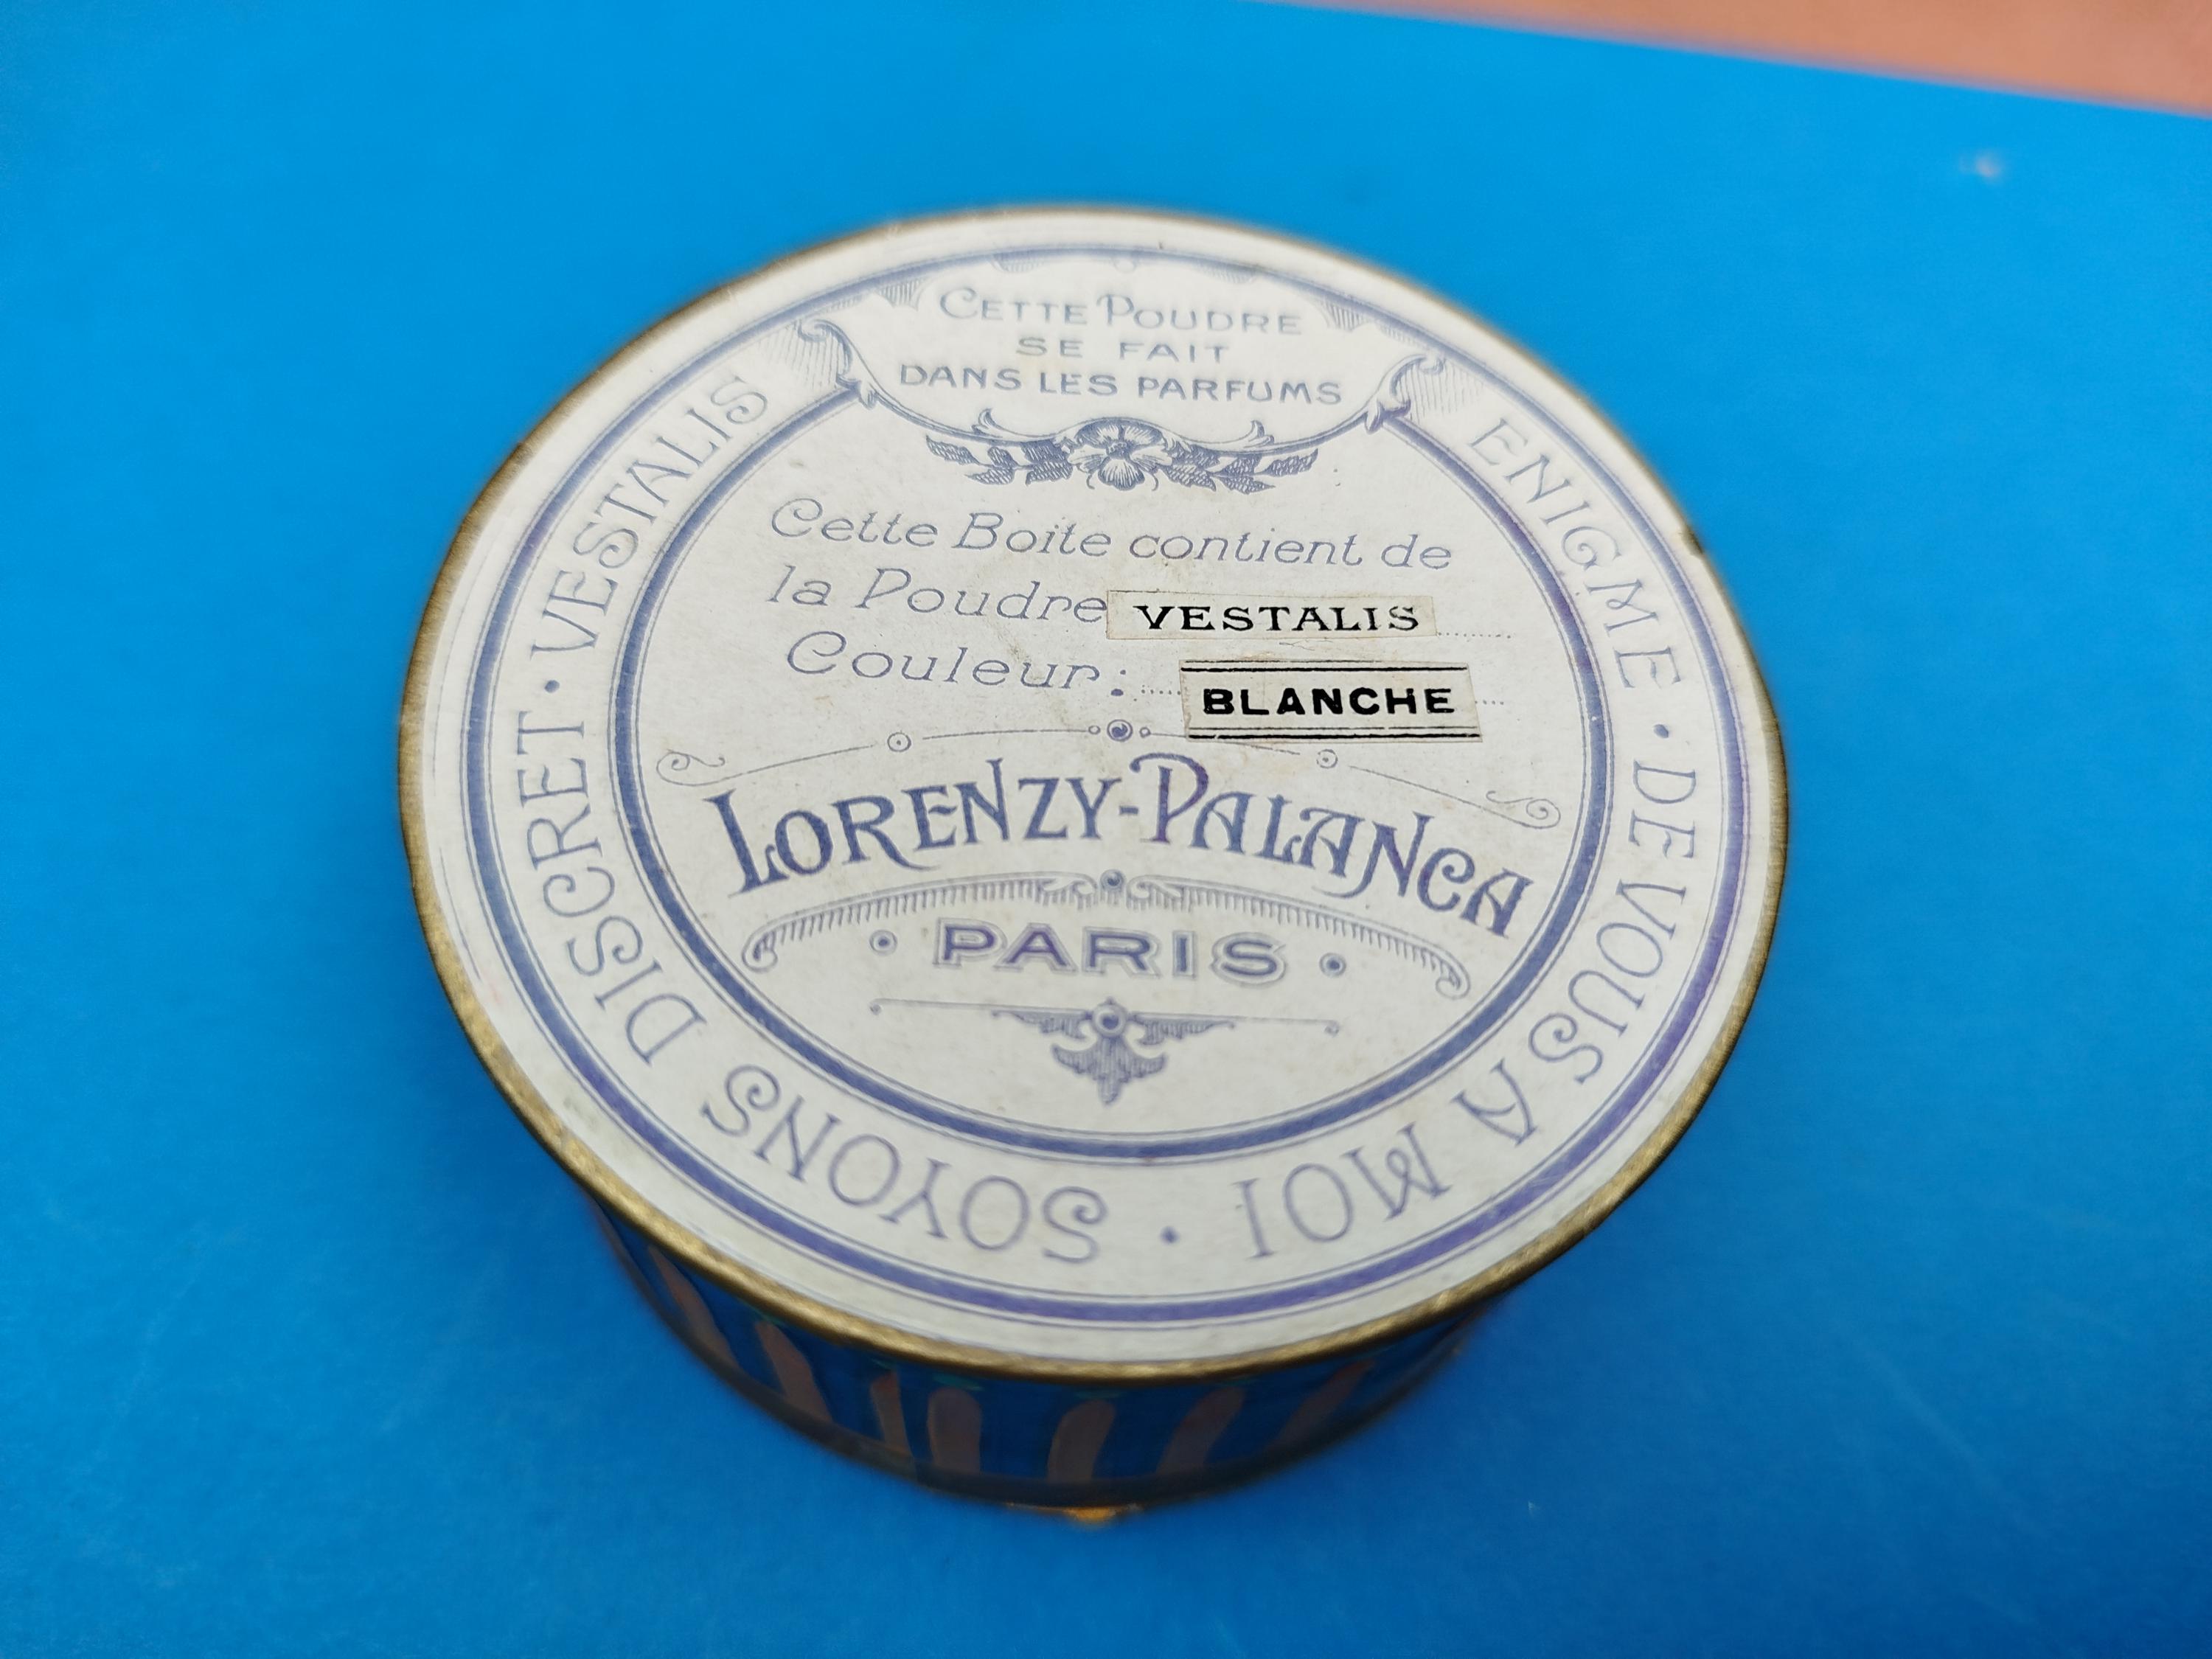 CETTE POUDRE
SE FAIT
DANS LES PARFUMS
ENIGME · DE VOUS A MOI · SOYONS DISCRET · VESTALIS
Cette Boite contient de
la Poudre VESTALIS
Couleur: BLANCHE
LORENZY-PALANCA
PARIS